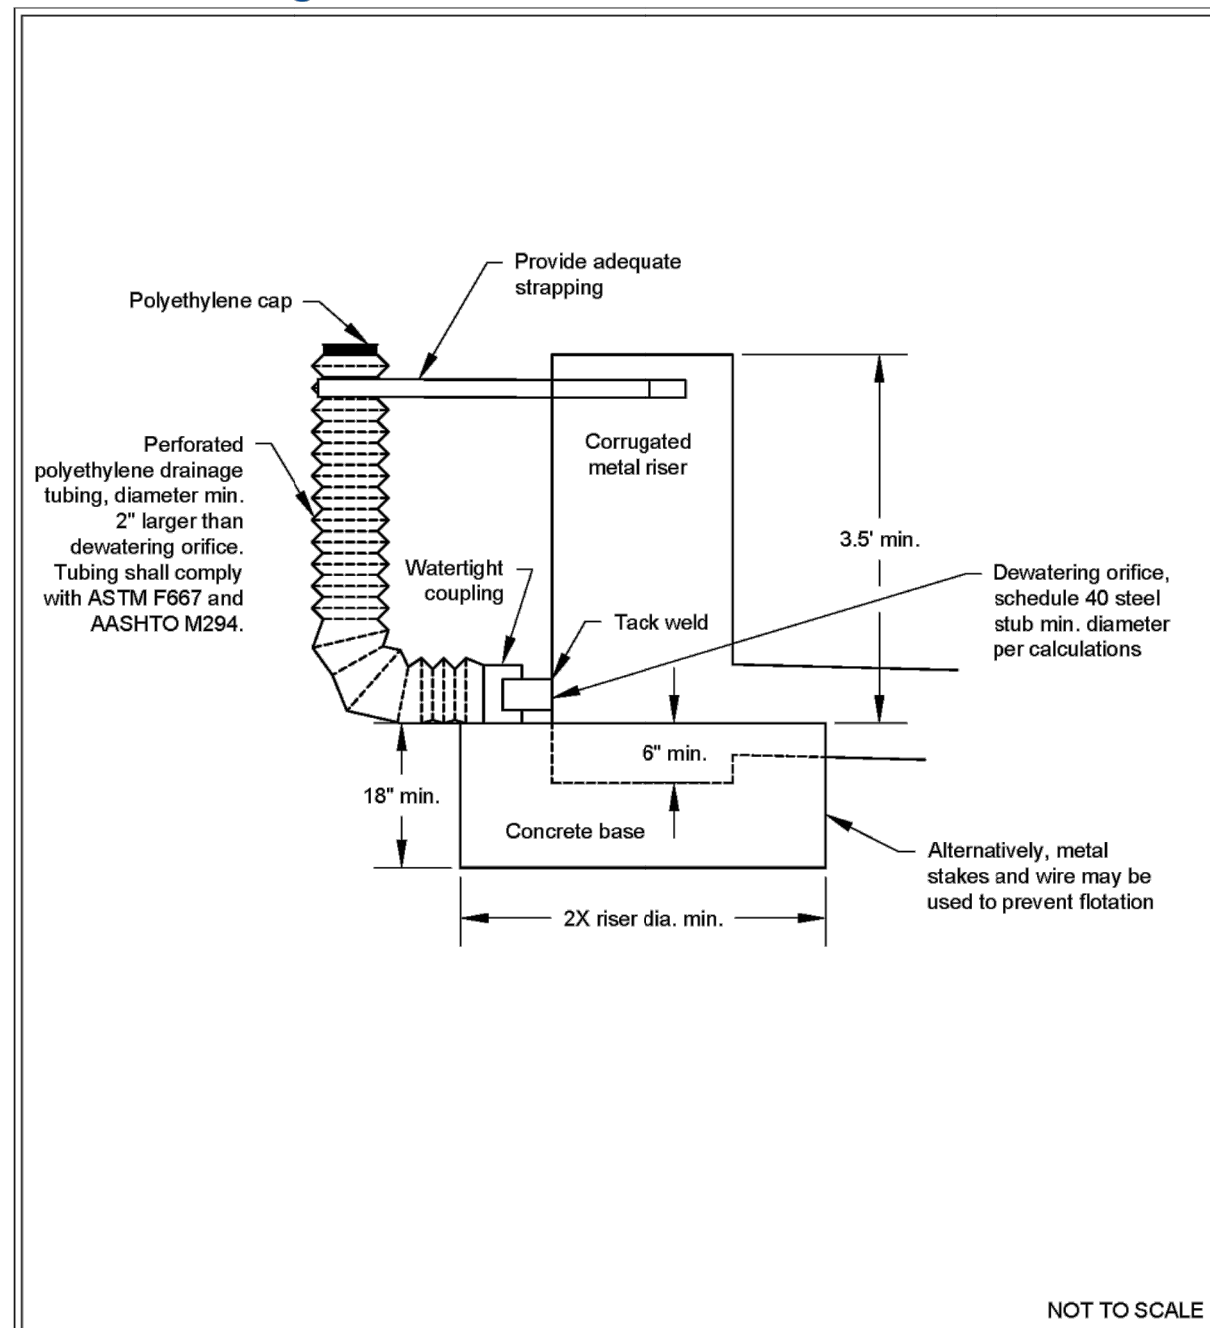 Provide adequate
strapping
Polyethylene cap
Corrugated
metal riser
Perforated
polyethylene drainage
tubing, diameter min.
2" larger than
dewatering orifice.
Tubing shall comply
with ASTM F667 and
AASHTO M294.
3.5' min.
Watertight
coupling
Dewatering orifice,
schedule 40 steel
stub min. diameter
per calculations
Tack weld
6" min.
18" min.
Concrete base
Alternatively, metal
stakes and wire may be
used to prevent flotation
2X riser dia. min.
NOT TO SCALE